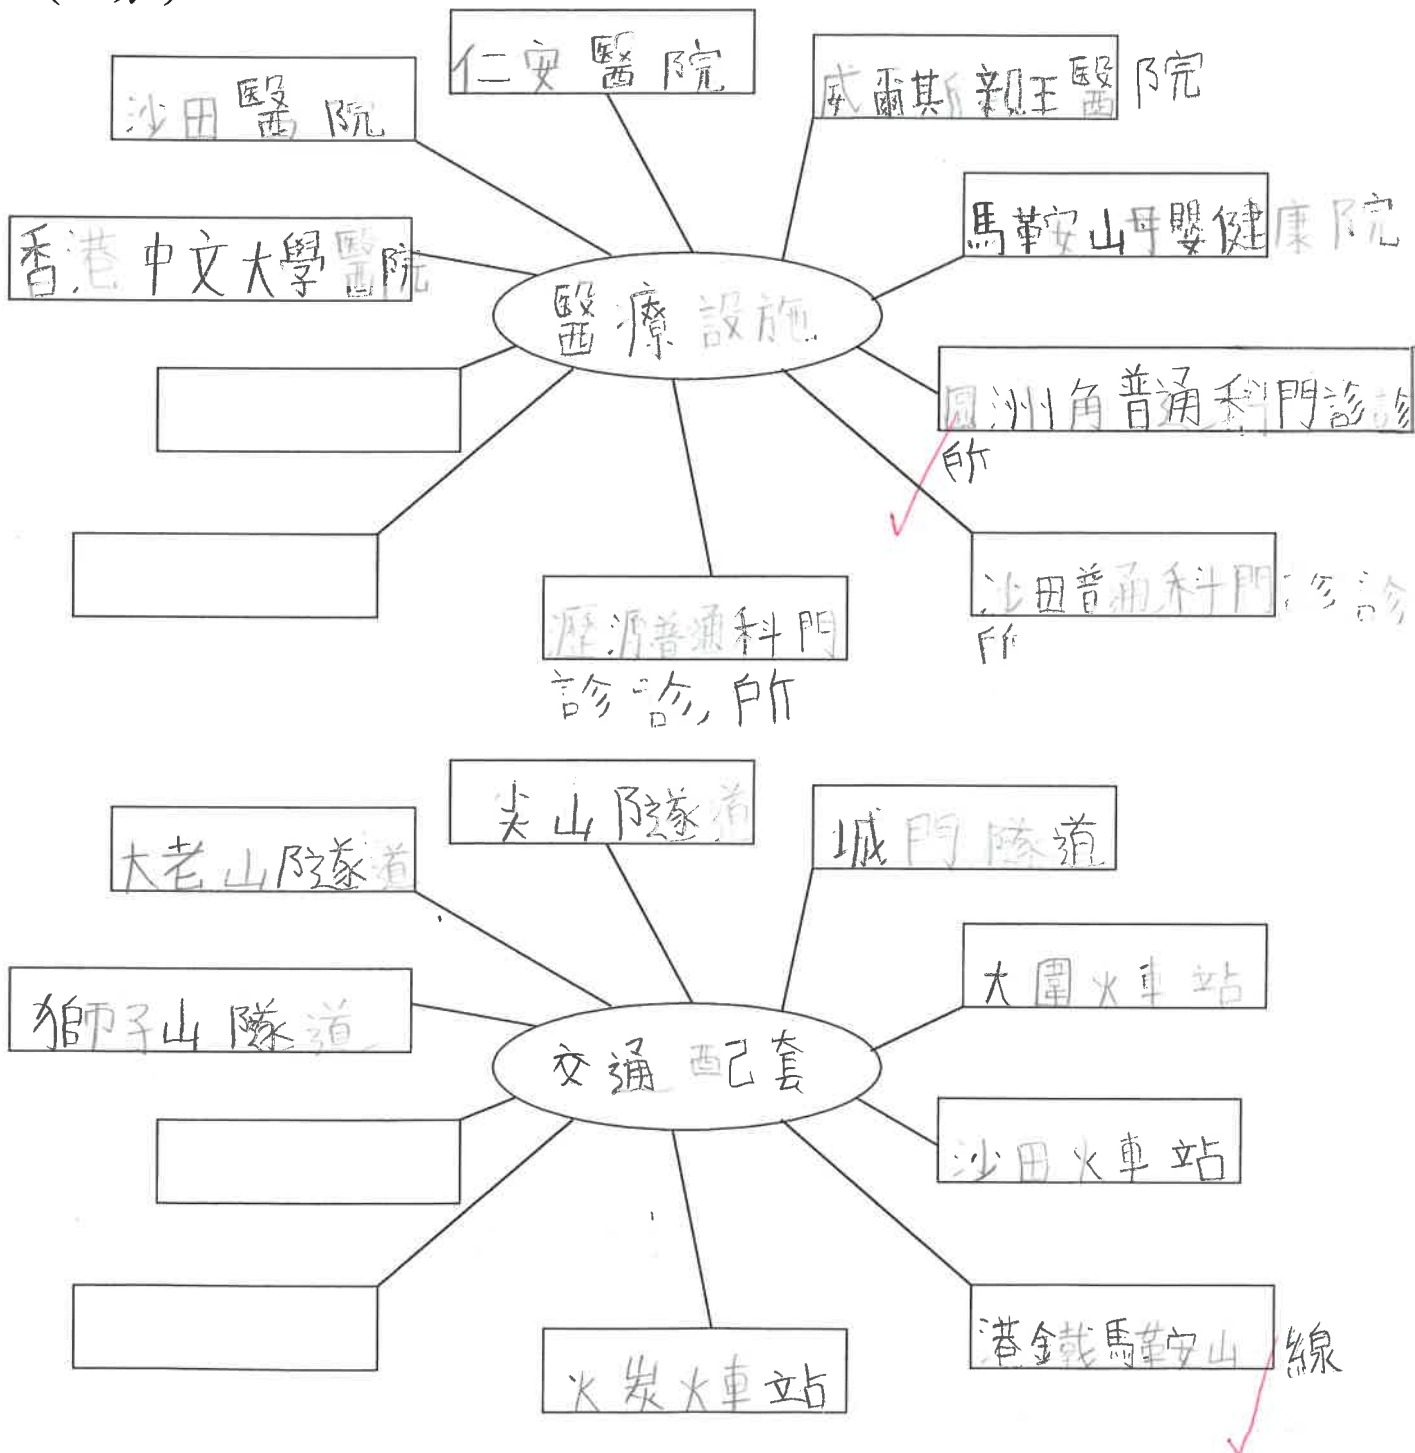 仁安醫院
沙田醫院
威爾斯親王醫院
馬鞍山母嬰健康院
香港中文大學醫院
醫療設施
圓洲角普通科門診診
所
沙田普通科門診診
所
瀝源普通科門
診診所
尖山隧道
大老山隧道
城門隧道
大圍火車站
獅子山隧道
交通配套
沙田火車站
港鐵馬鞍山線
火炭火車站